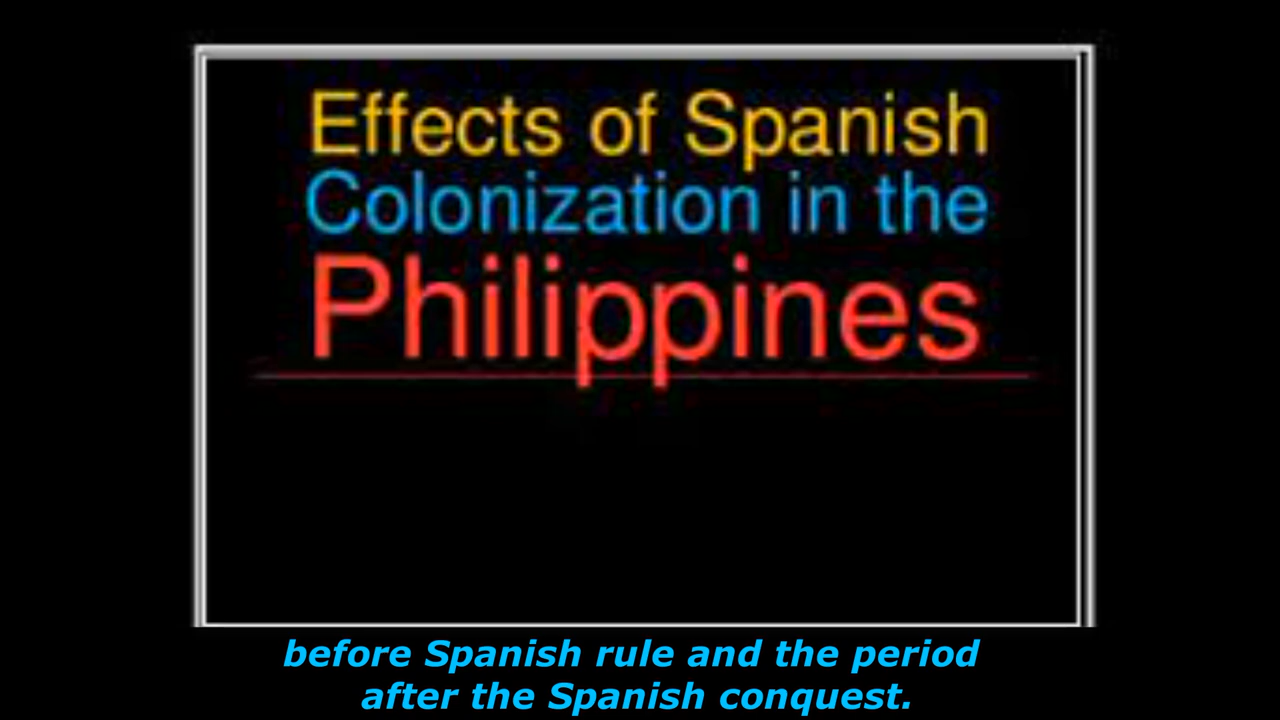 Effects of Spanish
Colonization in the
Philippines
before Spanish rule and the period
after the Spanish conquest.